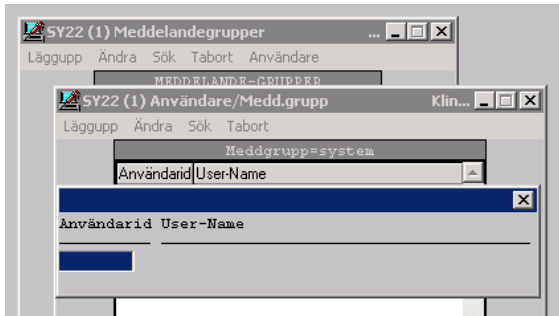 SY22 (1) Meddelandegrupper ...
Läggupp Ändra Sök Tabort Användare
MEDDELANDE-GRUPPER
SY22 (1) Användare/Medd.grupp Klin...
Läggupp Ändra Sök Tabort
Meddgrupp=system
Användarid User-Name
Användarid User-Name